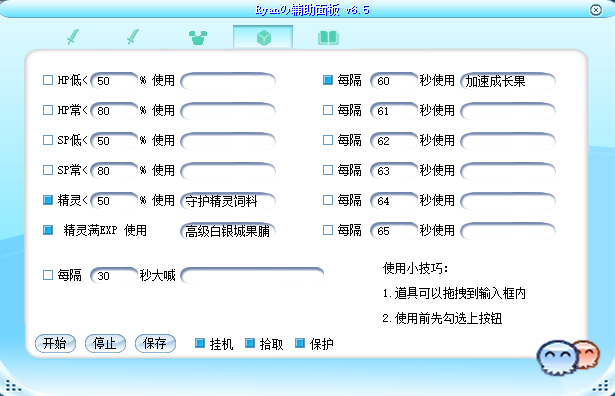 Ryanの辅助面板 v6.5
HP低< 50 % 使用
每隔 60 秒使用 加速成长果
HP常< 80 % 使用
每隔 61 秒使用
SP低< 50 % 使用
每隔 62 秒使用
SP常< 80 % 使用
每隔 63 秒使用
精灵< 50 % 使用 守护精灵饲料
每隔 64 秒使用
精灵满EXP 使用 高级白银城果脯
每隔 65 秒使用
每隔 30 秒大喊
使用小技巧:
1.道具可以拖拽到输入框内
2.使用前先勾选上按钮
开始 停止 保存 挂机 拾取 保护